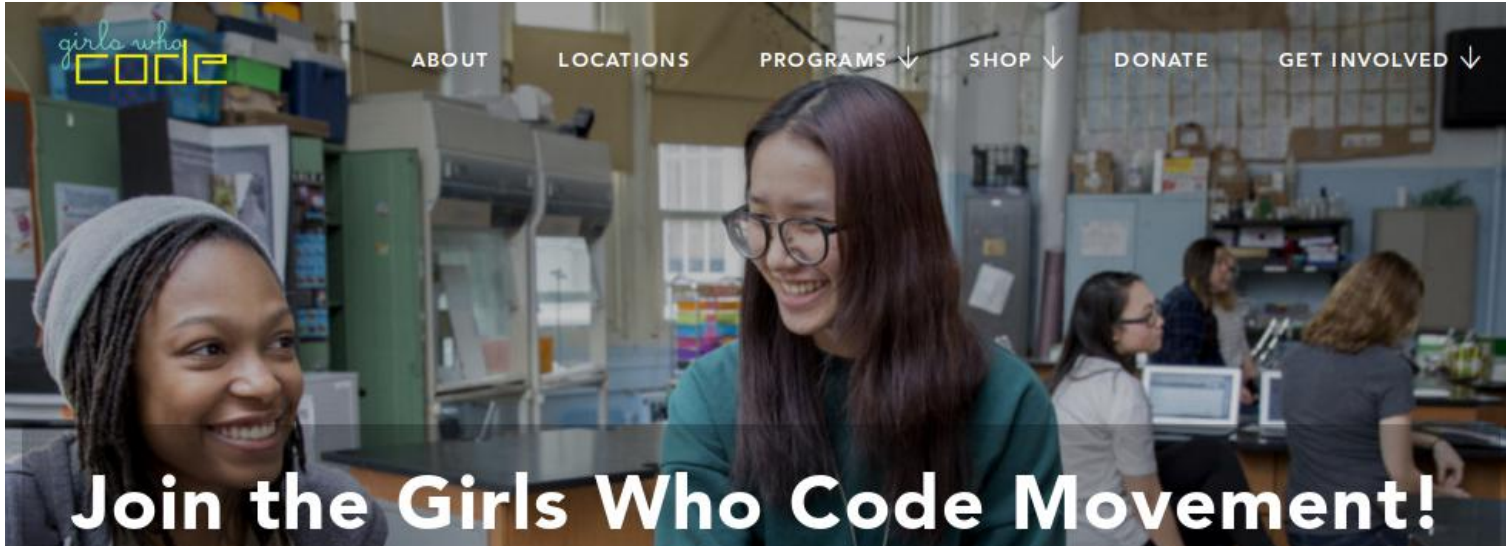 girls who
code
ABOUT LOCATIONS PROGRAMS ↓ SHOP ↓ DONATE GET INVOLVED ↓
Join the Girls Who Code Movement!